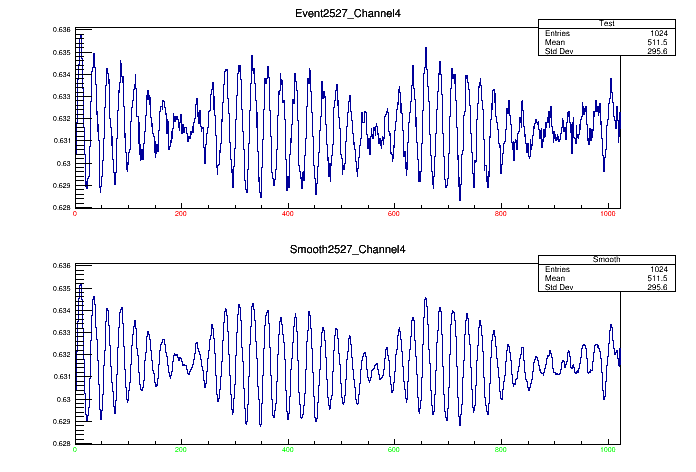 Event2527_Channel4
Test
Entries 1024
Mean 511.5
Std Dev 295.6
0.636
0.635
0.634
0.633
0.632
0.631
0.63
0.629
0.628
0 200 400 600 800 1000
Smooth2527_Channel4
Smooth
Entries 1024
Mean 511.5
Std Dev 295.6
0.636
0.635
0.634
0.633
0.632
0.631
0.63
0.629
0.628
0 200 400 600 800 1000